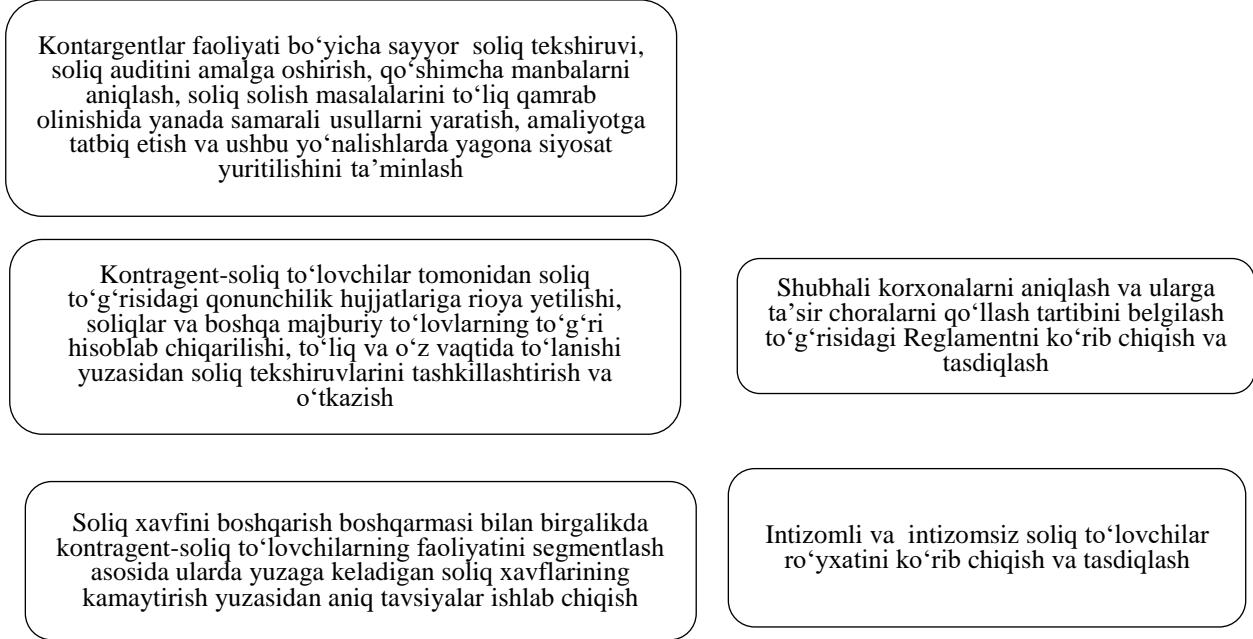 Kontargentlar faoliyati bo‘yicha sayyor soliq tekshiruvi,
soliq auditini amalga oshirish, qo‘shimcha manbalarni
aniqlash, soliq solish masalalarini to‘liq qamrab
olinishida yanada samarali usullarni yaratish, amaliyotga
tatbiq etish va ushbu yo‘nalishlarda yagona siyosat
yuritilishini ta’minlash
Kontragent-soliq to‘lovchilar tomonidan soliq
to‘g‘risidagi qonunchilik hujjatlariga rioya yetilishi,
soliqlar va boshqa majburiy to‘lovlarning to‘g‘ri
hisoblab chiqarilishi, to‘liq va o‘z vaqtida to‘lanishi
yuzasidan soliq tekshiruvlarini tashkillashtirish va
o‘tkazish
Shubhali korxonalarni aniqlash va ularga
ta’sir choralarni qo‘llash tartibini belgilash
to‘g‘risidagi Reglamentni ko‘rib chiqish va
tasdiqlash
Soliq xavfini boshqarish boshqarmasi bilan birgalikda
kontragent-soliq to‘lovchilarning faoliyatini segmentlash
asosida ularda yuzaga keladigan soliq xavflarining
kamaytirish yuzasidan aniq tavsiyalar ishlab chiqish
Intizomli va intizomsiz soliq to‘lovchilar
ro‘yxatini ko‘rib chiqish va tasdiqlash